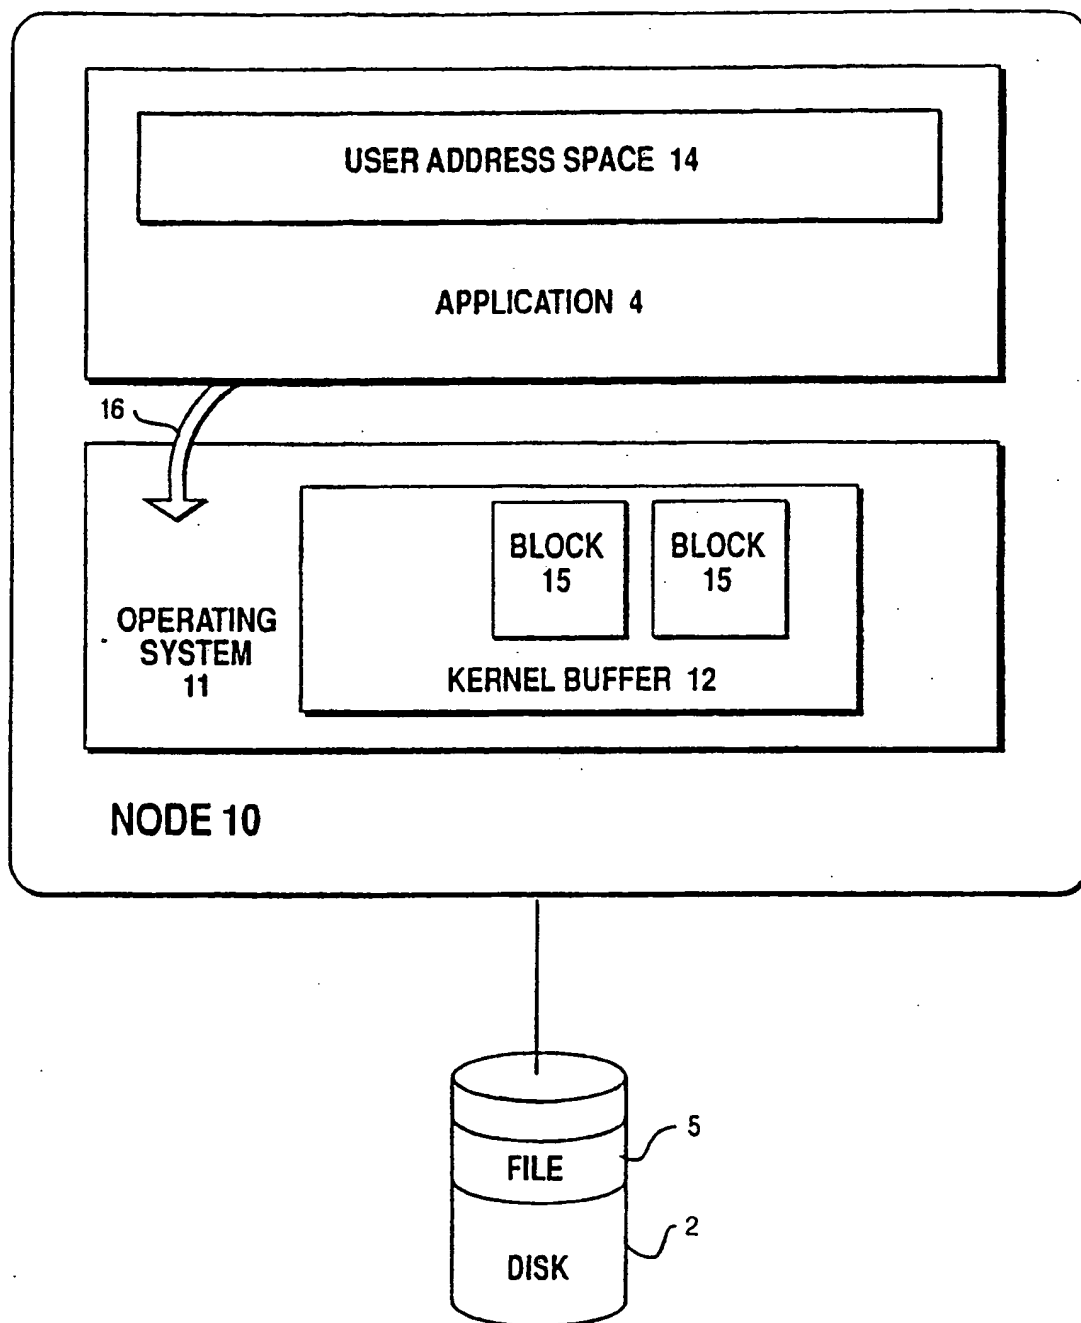 USER ADDRESS SPACE 14
APPLICATION 4
16
BLOCK
15
BLOCK
15
OPERATING
SYSTEM
11
KERNEL BUFFER 12
NODE 10
5
FILE
2
DISK